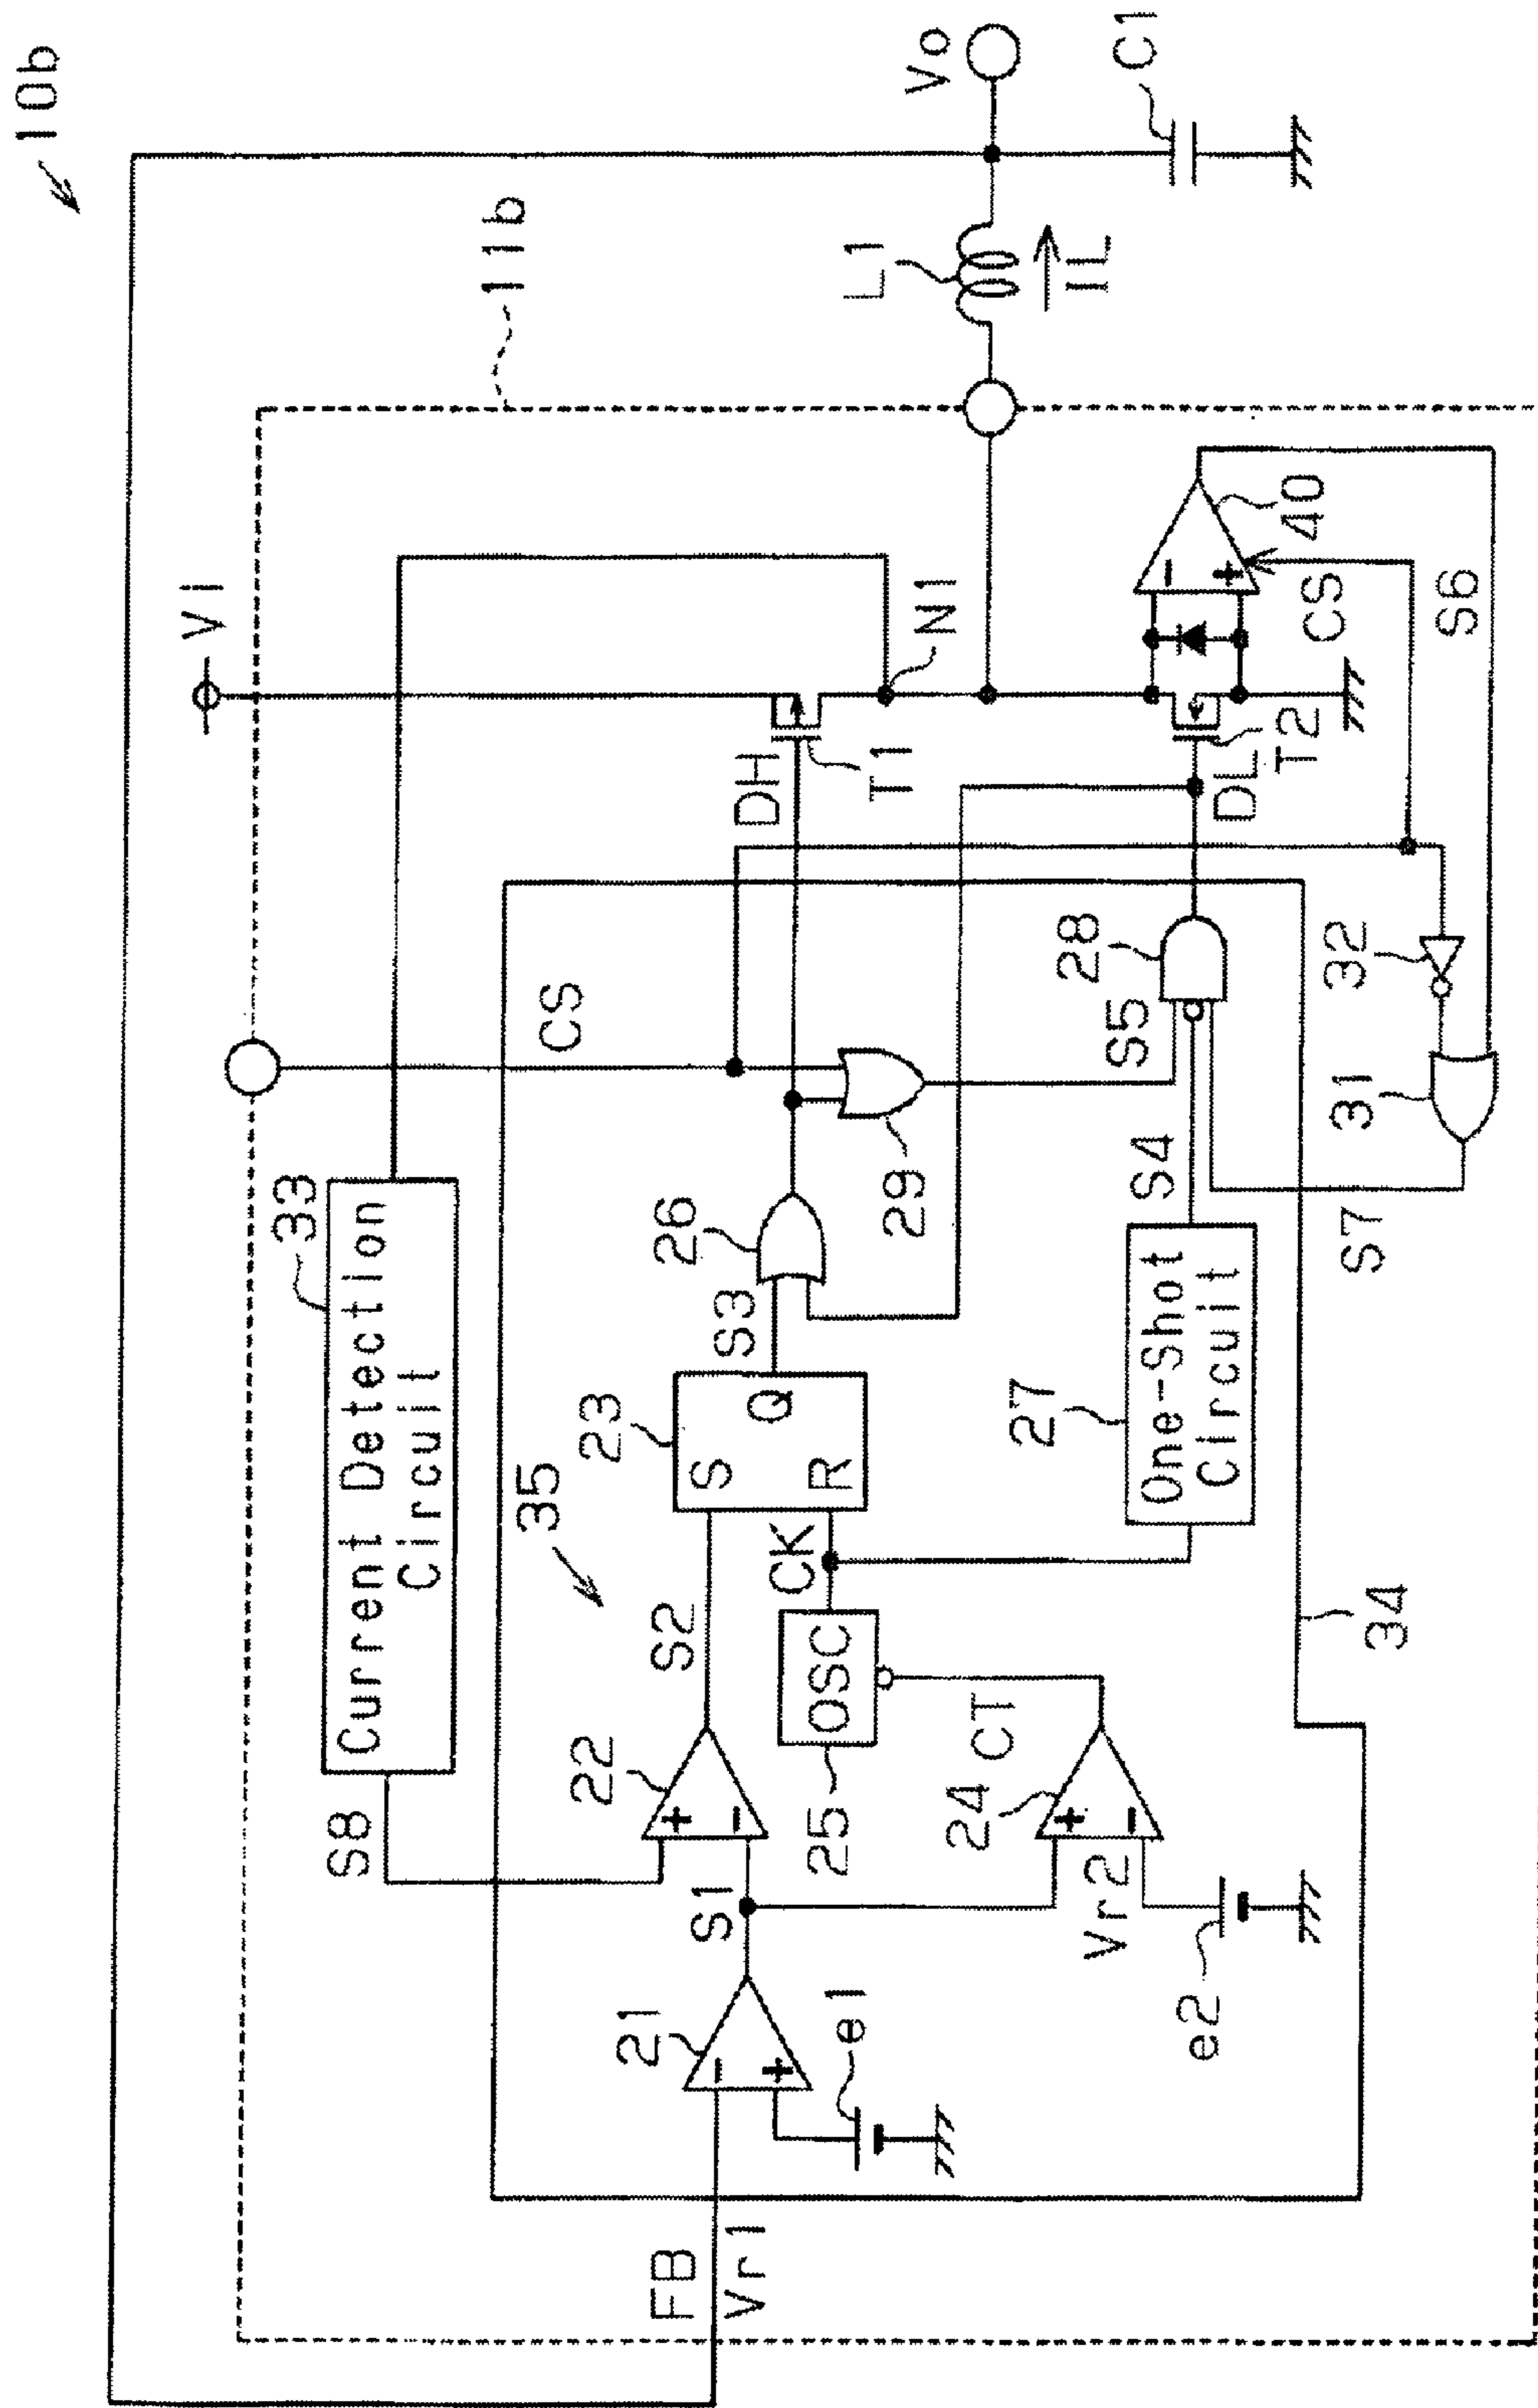 10b
11b
Vi
33
Current Detection
Circuit
S8
CS
35
22
S2
23
S
Q
R
S3
26
DH
T1
N1
L1
IL
Vo
C1
FB
Vr1
21
S1
e1
25
OSC
CK
29
24
CT
Vr2
e2
27
One-Shot
Circuit
S4
S5
28
DL
T2
40
CS
34
S7
31
32
S6